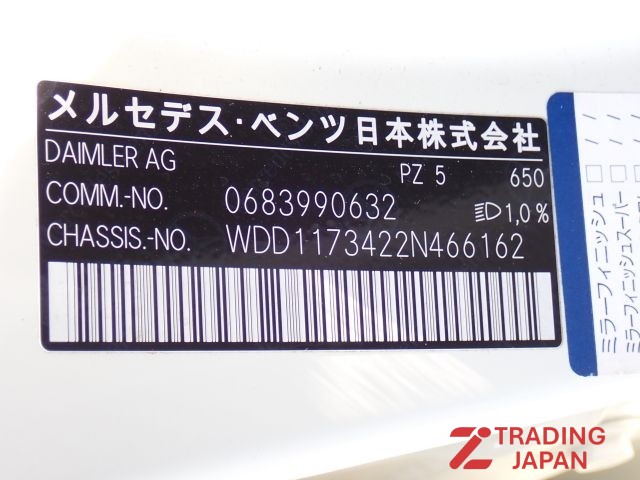 メルセデス・ベンツ日本株式会社
DAIMLER AG
PZ 5 650
COMM.-NO. 0683990632 1,0%
CHASSIS.-NO. WDD1173422N466162
ミラーフィニッシュ
ミラーフィニッシュスーパー
TRADING
JAPAN